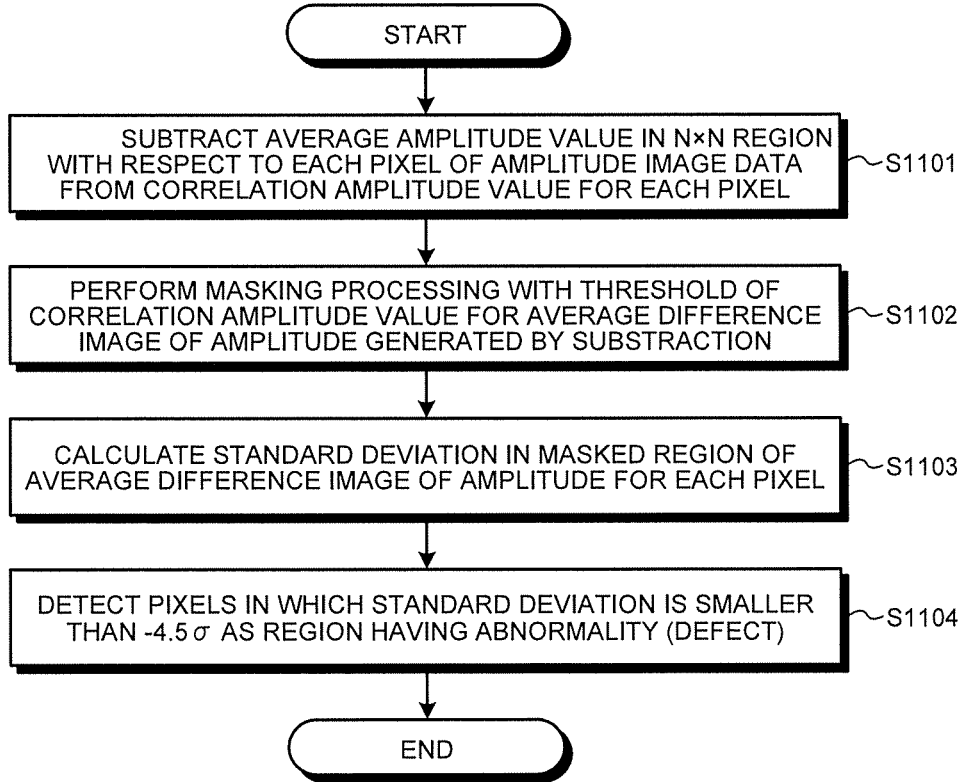 START
SUBTRACT AVERAGE AMPLITUDE VALUE IN N×N REGION
WITH RESPECT TO EACH PIXEL OF AMPLITUDE IMAGE DATA
FROM CORRELATION AMPLITUDE VALUE FOR EACH PIXEL
S1101
PERFORM MASKING PROCESSING WITH THRESHOLD OF
CORRELATION AMPLITUDE VALUE FOR AVERAGE DIFFERENCE
IMAGE OF AMPLITUDE GENERATED BY SUBSTRACTION
S1102
CALCULATE STANDARD DEVIATION IN MASKED REGION OF
AVERAGE DIFFERENCE IMAGE OF AMPLITUDE FOR EACH PIXEL
S1103
DETECT PIXELS IN WHICH STANDARD DEVIATION IS SMALLER
THAN -4.5σ AS REGION HAVING ABNORMALITY (DEFECT)
S1104
END